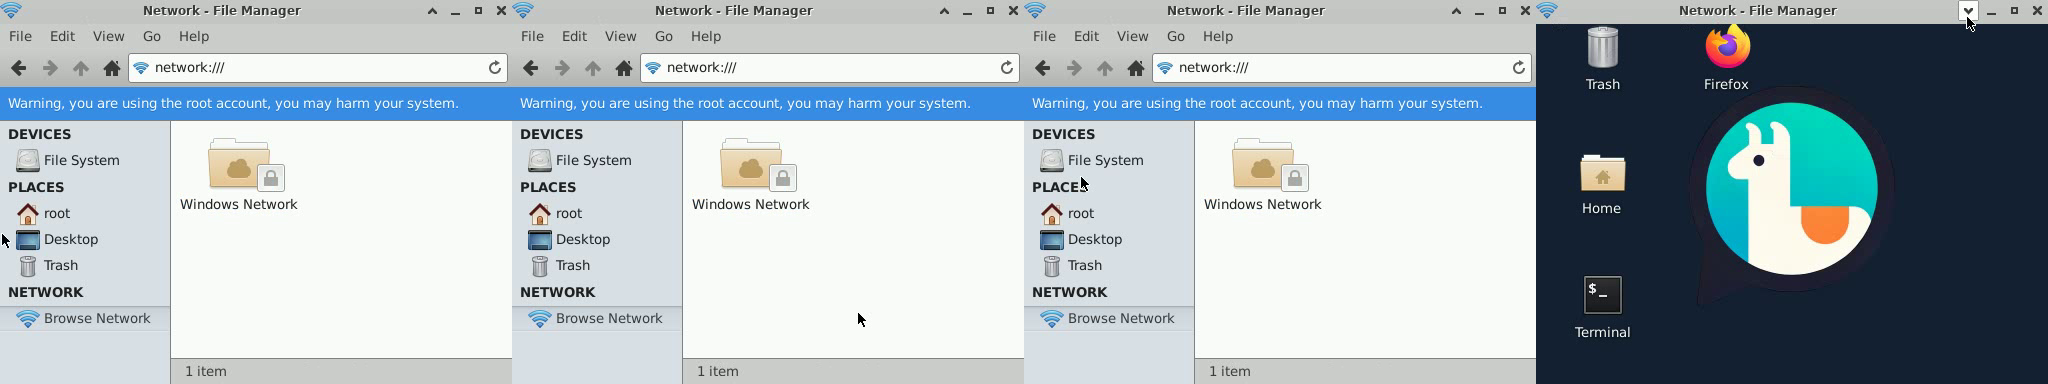 Network - File Manager
File Edit View Go Help
network:///
Warning, you are using the root account, you may harm your system.
DEVICES
File System
PLACES
root
Desktop
Trash
NETWORK
Browse Network
Windows Network
1 item
Network - File Manager
File Edit View Go Help
network:///
Warning, you are using the root account, you may harm your system.
DEVICES
File System
PLACES
root
Desktop
Trash
NETWORK
Browse Network
Windows Network
1 item
Network - File Manager
File Edit View Go Help
network:///
Warning, you are using the root account, you may harm your system.
DEVICES
File System
PLACES
root
Desktop
Trash
NETWORK
Browse Network
Windows Network
1 item
Network - File Manager
Trash
Firefox
Home
$_
Terminal